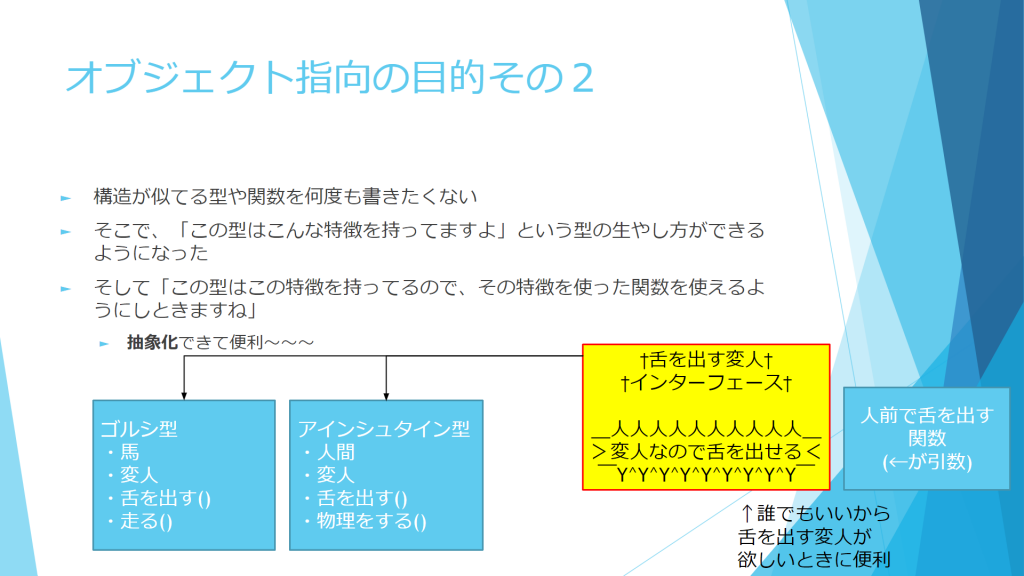 オブジェクト指向の目的その２
► 構造が似てる型や関数を何度も書きたくない
► そこで、「この型はこんな特徴を持ってますよ」という型の生やし方ができる
ようになった
► そして「この型はこの特徴を持ってるので、その特徴を使った関数を使えるよ
うにしときますね」
► 抽象化できて便利～～～
ゴルシ型
・馬
・変人
・舌を出す()
・走る()
アインシュタイン型
・人間
・変人
・舌を出す()
・物理をする()
†舌を出す変人†
†インターフェース†
＿人人人人人人人人人人＿
＞変人なので舌を出せる＜
￣Y^Y^Y^Y^Y^Y^Y^Y^Y￣
人前で舌を出す
関数
(←が引数)
↑誰でもいいから
舌を出す変人が
欲しいときに便利